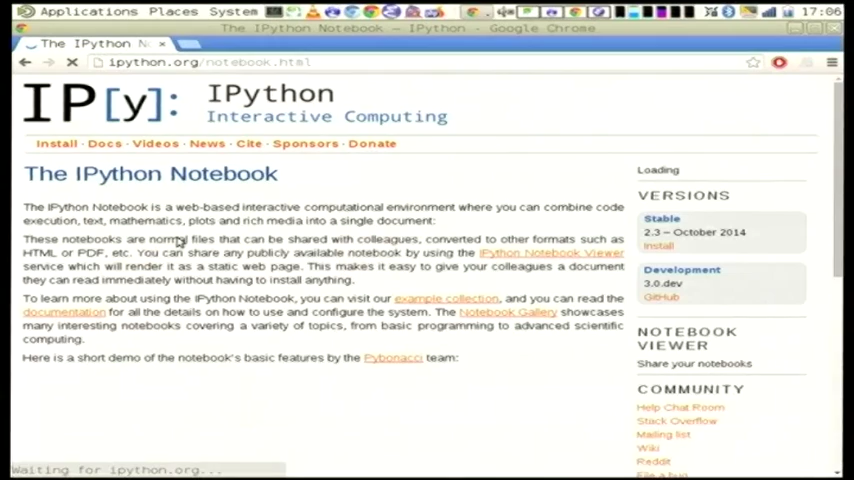 Applications Places System
17:06
The IPython Notebook — IPython - Google Chrome
The IPython No
ipython.org/notebook.html
IP[y]:
IPython
Interactive Computing
Install · Docs · Videos · News · Cite · Sponsors · Donate
The IPython Notebook
The IPython Notebook is a web-based interactive computational environment where you can combine code
execution, text, mathematics, plots and rich media into a single document:
These notebooks are normal files that can be shared with colleagues, converted to other formats such as
HTML or PDF, etc. You can share any publicly available notebook by using the IPython Notebook Viewer
service which will render it as a static web page. This makes it easy to give your colleagues a document
they can read immediately without having to install anything.
To learn more about using the IPython Notebook, you can visit our example collection, and you can read the
documentation for all the details on how to use and configure the system. The Notebook Gallery showcases
many interesting notebooks covering a variety of topics, from basic programming to advanced scientific
computing.
Here is a short demo of the notebook's basic features by the Pybonacci team:
Loading
VERSIONS
Stable
2.3 – October 2014
Install
Development
3.0.dev
GitHub
NOTEBOOK
VIEWER
Share your notebooks
COMMUNITY
Help Chat Room
Stack Overflow
Mailing list
Wiki
Reddit
File a bug
Waiting for ipython.org...